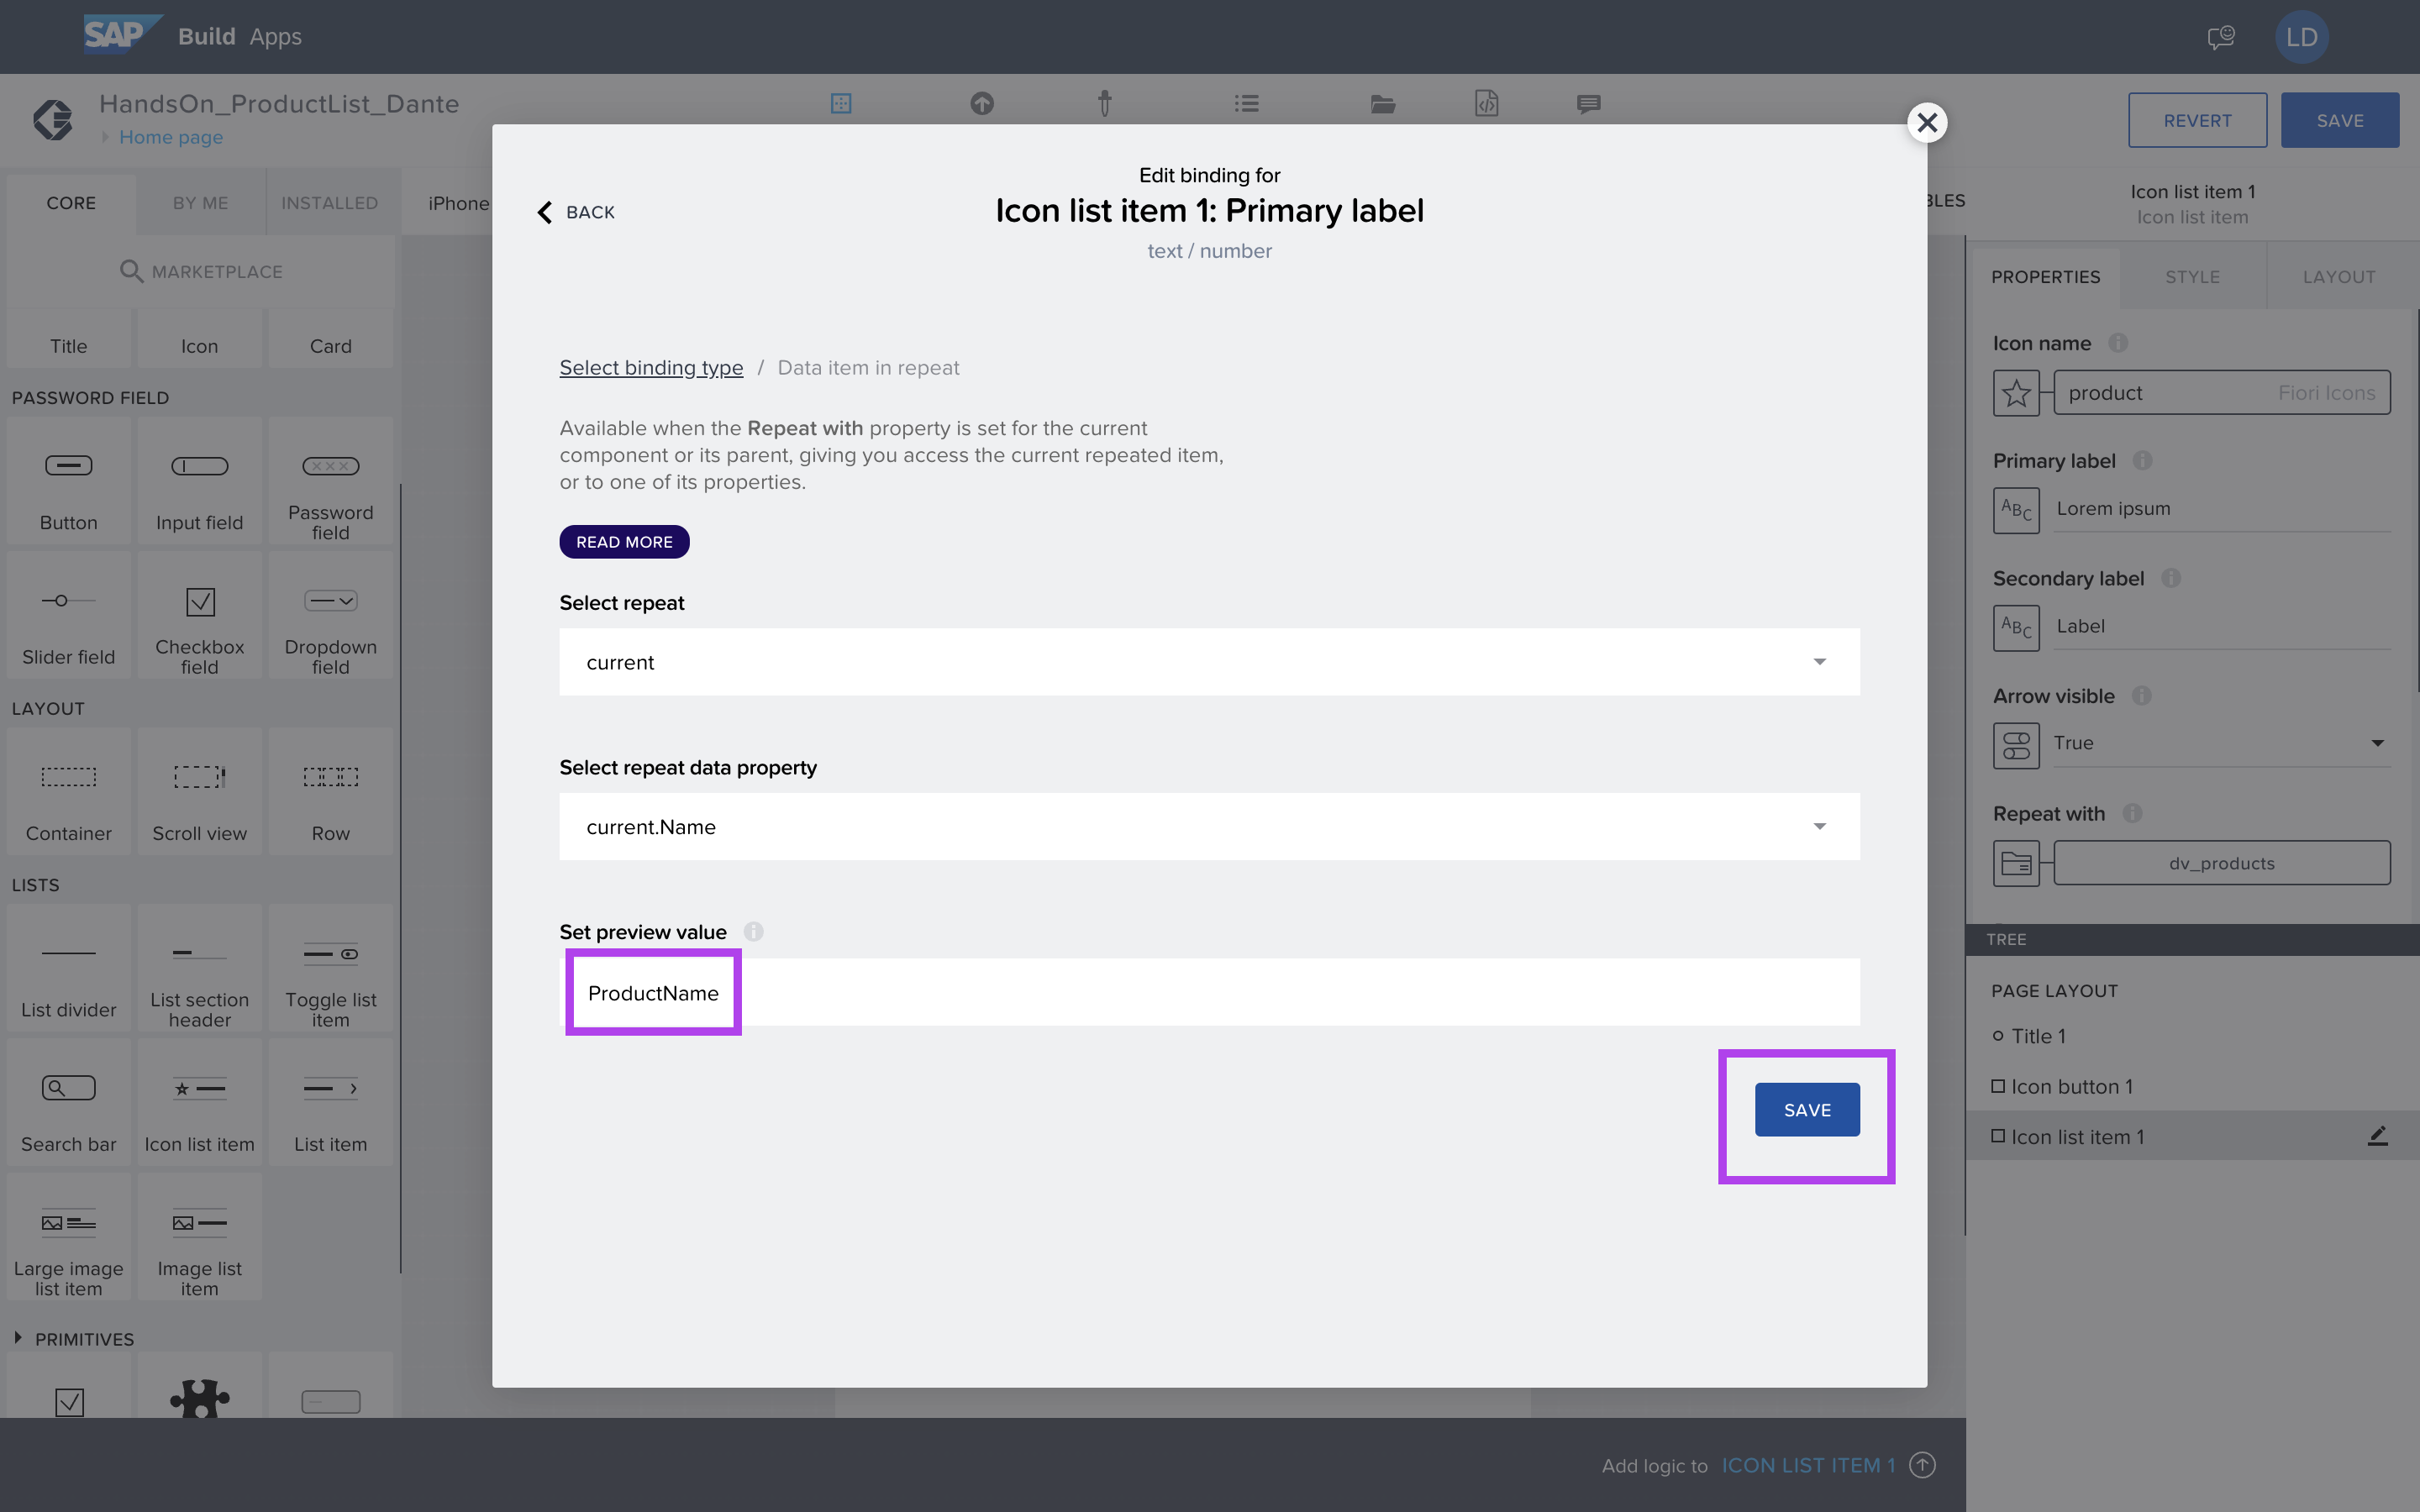 SAP Build Apps
LD
HandsOn_ProductList_Dante
Home page
REVERT
SAVE
CORE
BY ME
INSTALLED
iPhone
BLES
MARKETPLACE
Title
Icon
Card
PASSWORD FIELD
Button
Input field
Password
field
Slider field
Checkbox
field
Dropdown
field
LAYOUT
Container
Scroll view
Row
LISTS
List divider
List section
header
Toggle list
item
Search bar
Icon list item
List item
Large image
list item
Image list
item
PRIMITIVES
BACK
Edit binding for
Icon list item 1: Primary label
text / number
Select binding type / Data item in repeat
Available when the Repeat with property is set for the current
component or its parent, giving you access the current repeated item,
or to one of its properties.
READ MORE
Select repeat
current
Select repeat data property
current.Name
Set preview value
ProductName
SAVE
Icon list item 1
Icon list item
PROPERTIES
STYLE
LAYOUT
Icon name
product
Fiori Icons
Primary label
ABC
Lorem ipsum
Secondary label
ABC
Label
Arrow visible
True
Repeat with
dv_products
TREE
PAGE LAYOUT
Title 1
Icon button 1
Icon list item 1
Add logic to ICON LIST ITEM 1